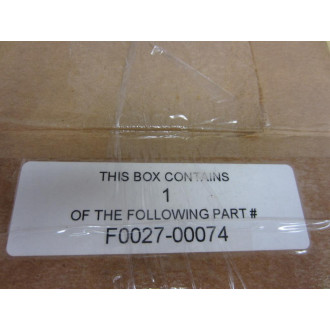 THIS BOX CONTAINS
1
OF THE FOLLOWING PART #
F0027-00074